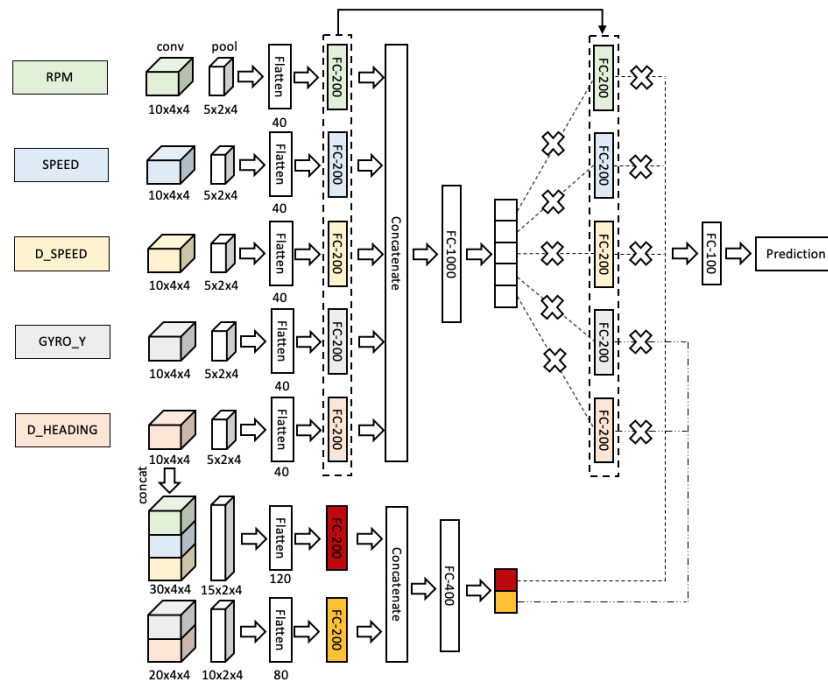 conv pool
RPM
10x4x4 5x2x4
Flatten
40
FC-200
SPEED
10x4x4 5x2x4
Flatten
40
FC-200
D_SPEED
10x4x4 5x2x4
Flatten
40
FC-200
GYRO_Y
10x4x4 5x2x4
Flatten
40
FC-200
D_HEADING
10x4x4 5x2x4
Flatten
40
FC-200
Concatenate
FC-1000
FC-200
FC-200
FC-200
FC-200
FC-200
FC-100
Prediction
concat
30x4x4 15x2x4
Flatten
120
FC-200
20x4x4 10x2x4
Flatten
80
FC-200
Concatenate
FC-400